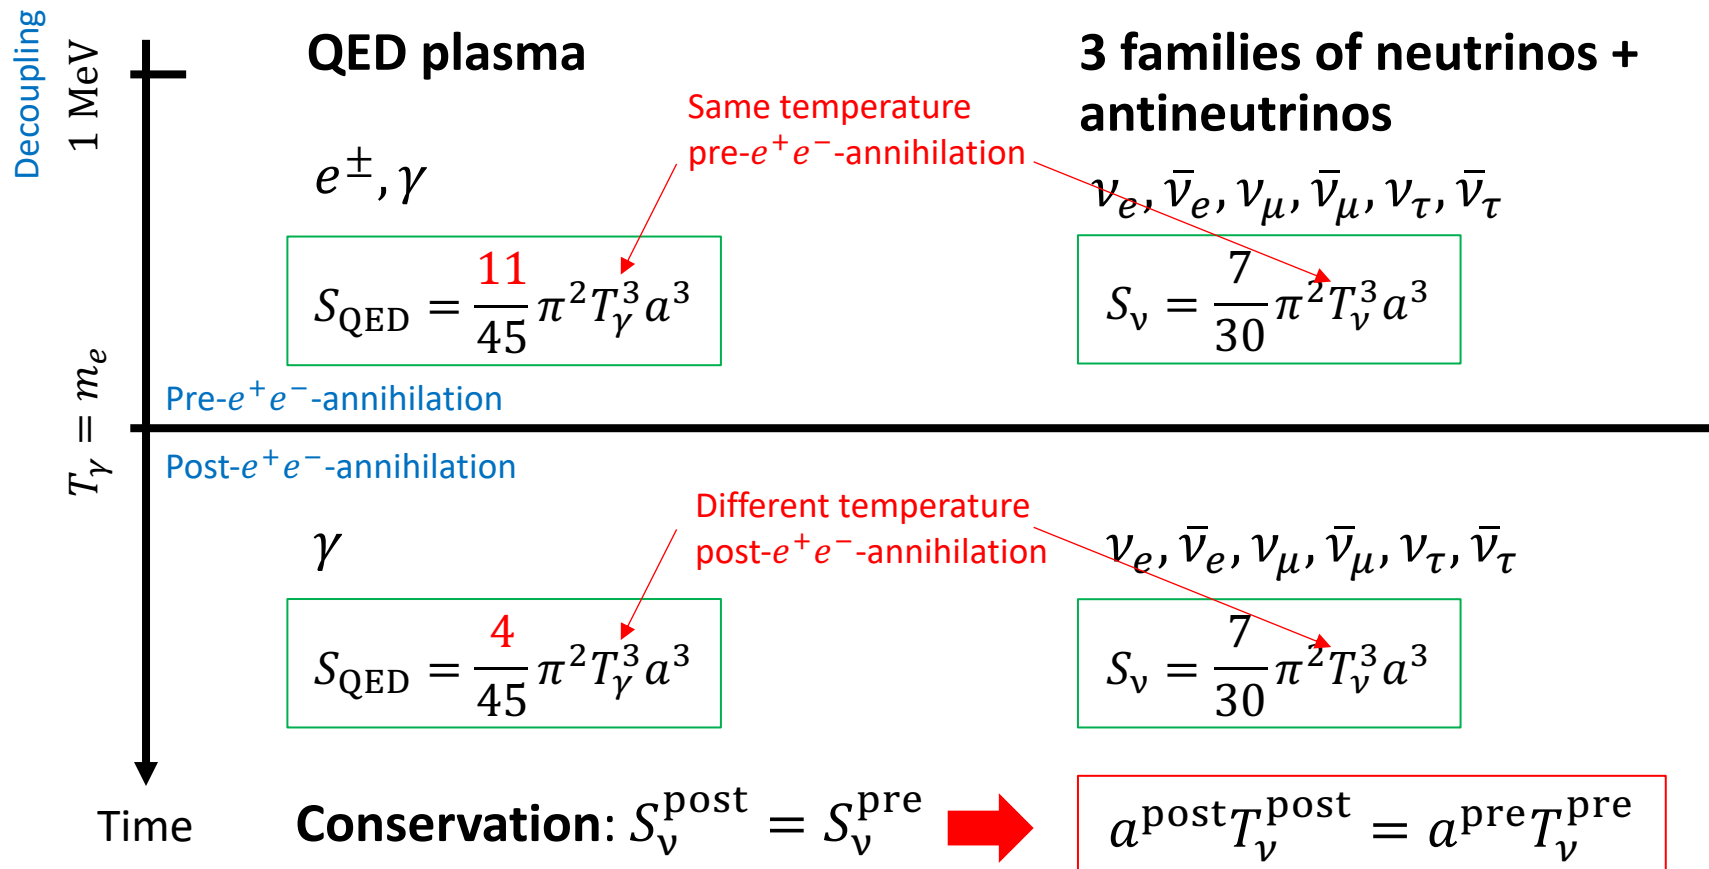 Decoupling
1 MeV
QED plasma
3 families of neutrinos +
antineutrinos
Same temperature
pre-e⁺e⁻-annihilation
e^±, γ
ν_e, ν̄_e, ν_μ, ν̄_μ, ν_τ, ν̄_τ
S_QED = 11/45 π² T_γ³ a³
S_ν = 7/30 π² T_ν³ a³
T_γ = m_e
Pre-e⁺e⁻-annihilation
Post-e⁺e⁻-annihilation
Different temperature
post-e⁺e⁻-annihilation
γ
ν_e, ν̄_e, ν_μ, ν̄_μ, ν_τ, ν̄_τ
S_QED = 4/45 π² T_γ³ a³
S_ν = 7/30 π² T_ν³ a³
Time
Conservation: S_ν^post = S_ν^pre
a^post T_ν^post = a^pre T_ν^pre